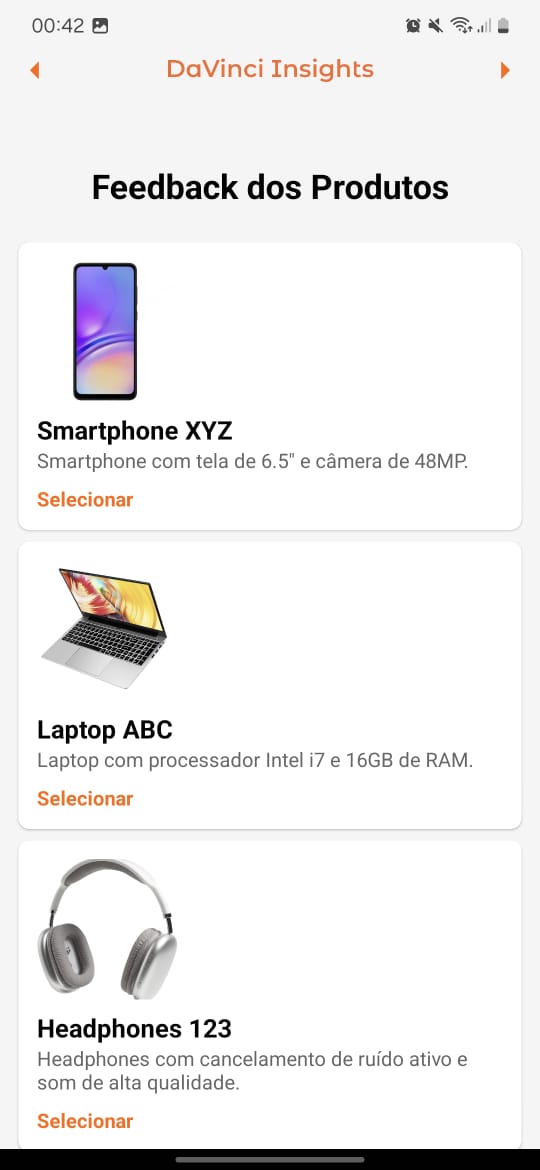 00:42
DaVinci Insights
Feedback dos Produtos
Smartphone XYZ
Smartphone com tela de 6.5" e câmera de 48MP.
Selecionar
Laptop ABC
Laptop com processador Intel i7 e 16GB de RAM.
Selecionar
Headphones 123
Headphones com cancelamento de ruído ativo e
som de alta qualidade.
Selecionar